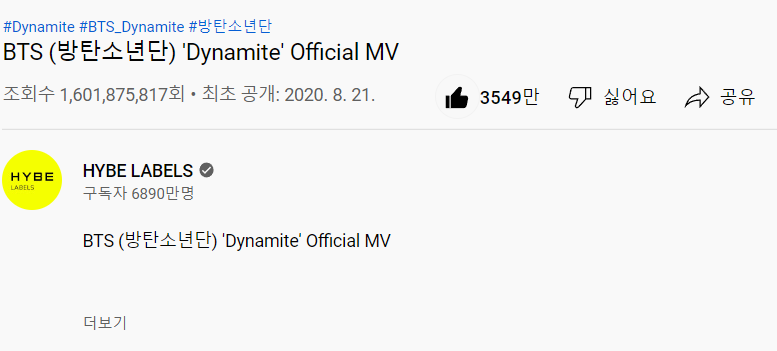 #Dynamite #BTS_Dynamite #방탄소년단
BTS (방탄소년단) 'Dynamite' Official MV
조회수 1,601,875,817회 • 최초 공개: 2020. 8. 21.
3549만 싫어요 공유
HYBE LABELS
HYBE
LABELS
구독자 6890만명
BTS (방탄소년단) 'Dynamite' Official MV
더보기